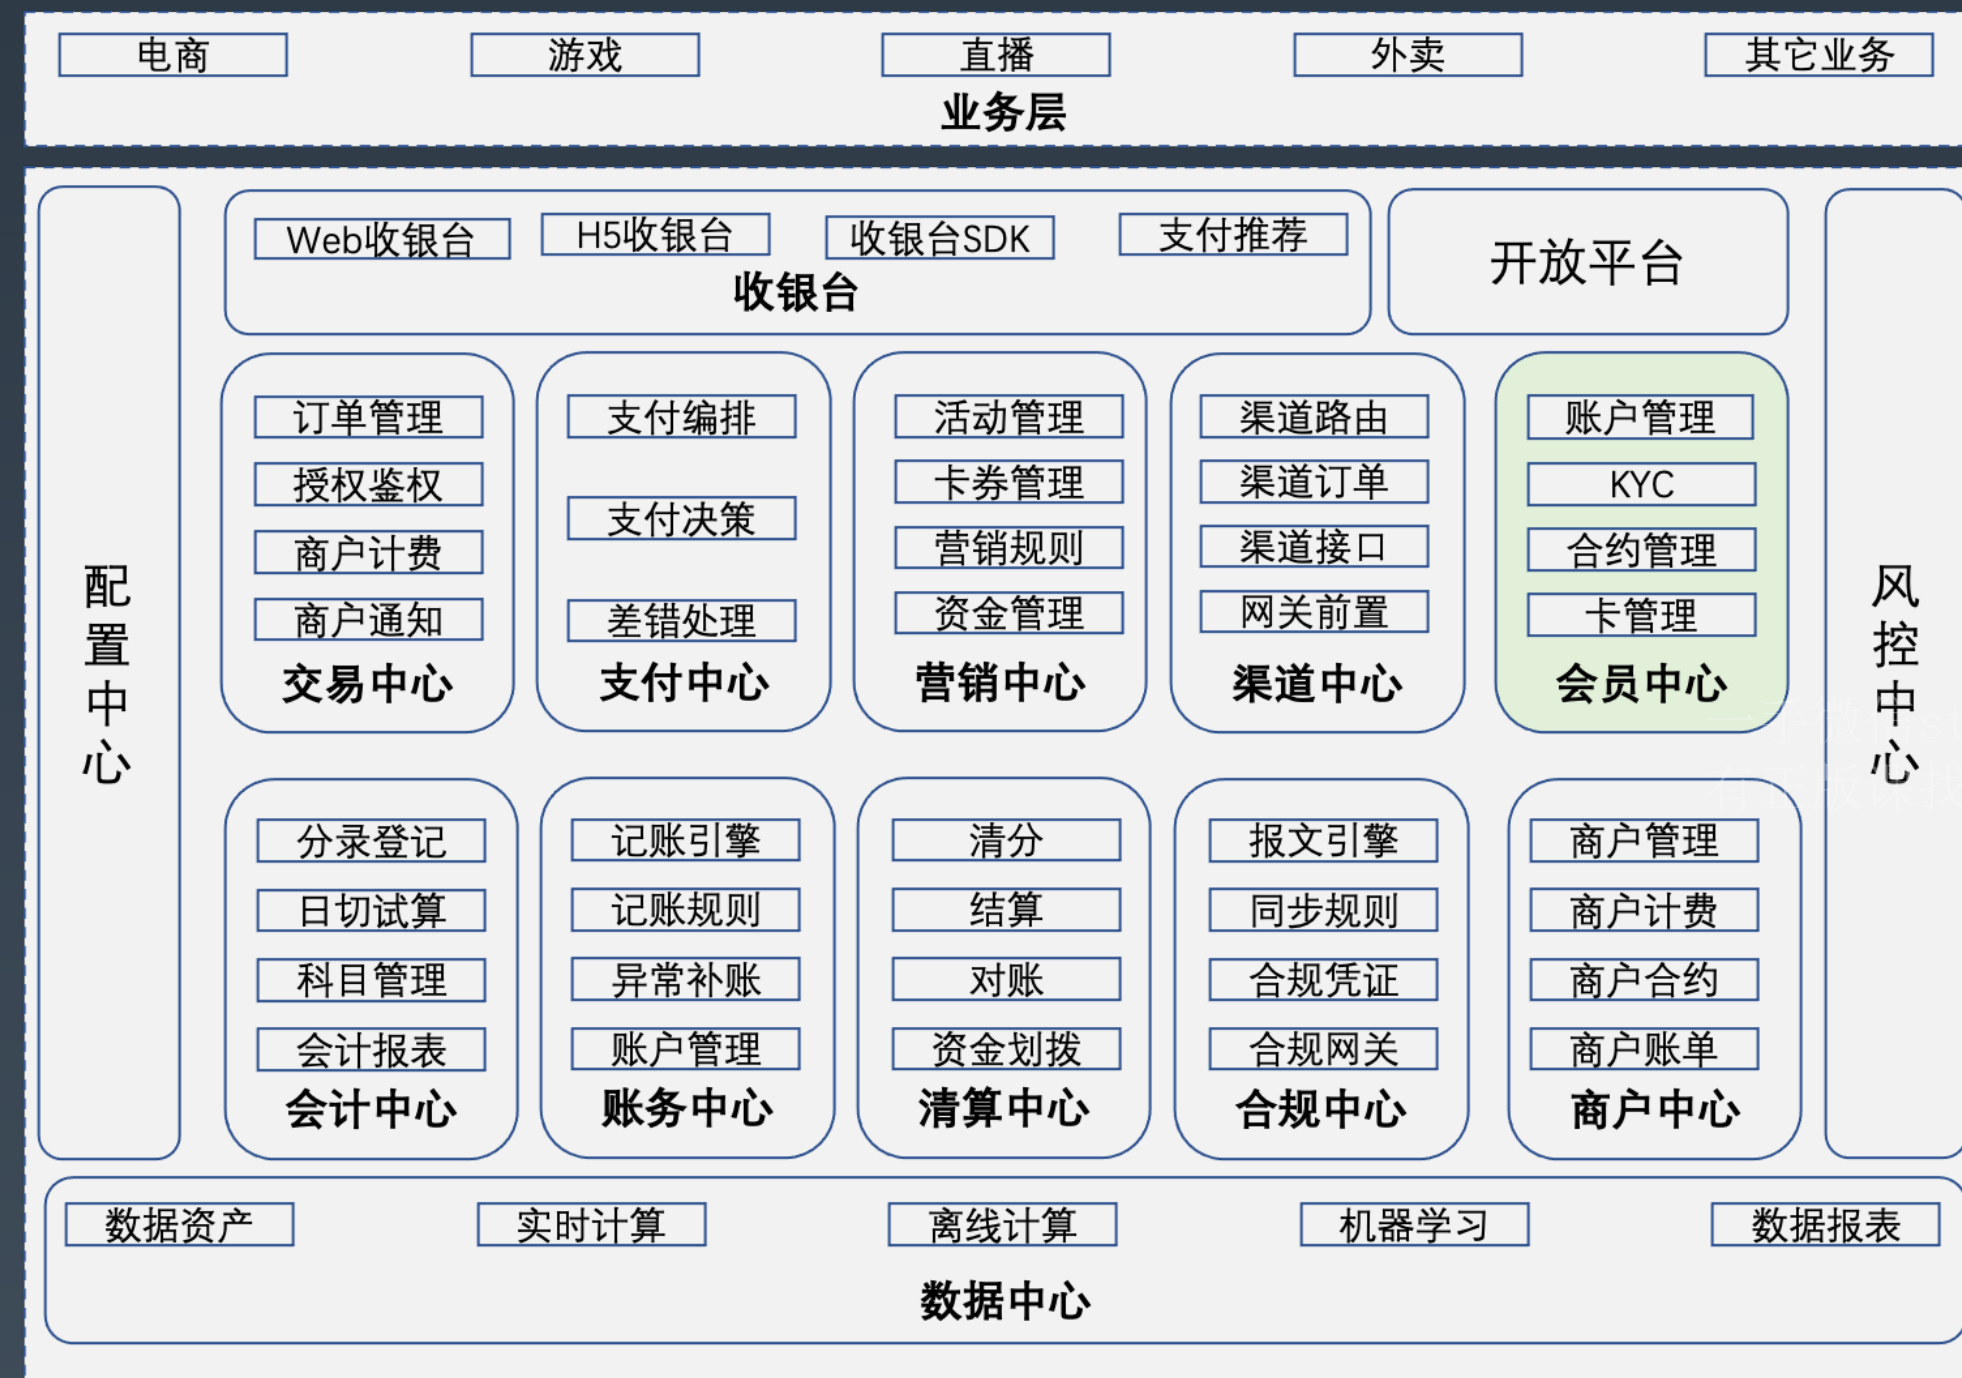 电商
游戏
直播
外卖
其它业务
业务层
配置中心
Web收银台
H5收银台
收银台SDK
支付推荐
收银台
开放平台
风控中心
订单管理
授权鉴权
商户计费
商户通知
交易中心
支付编排
支付决策
差错处理
支付中心
活动管理
卡券管理
营销规则
资金管理
营销中心
渠道路由
渠道订单
渠道接口
网关前置
渠道中心
账户管理
KYC
合约管理
卡管理
会员中心
分录登记
日切试算
科目管理
会计报表
会计中心
记账引擎
记账规则
异常补账
账户管理
账务中心
清分
结算
对账
资金划拨
清算中心
报文引擎
同步规则
合规凭证
合规网关
合规中心
商户管理
商户计费
商户合约
商户账单
商户中心
数据资产
实时计算
离线计算
机器学习
数据报表
数据中心